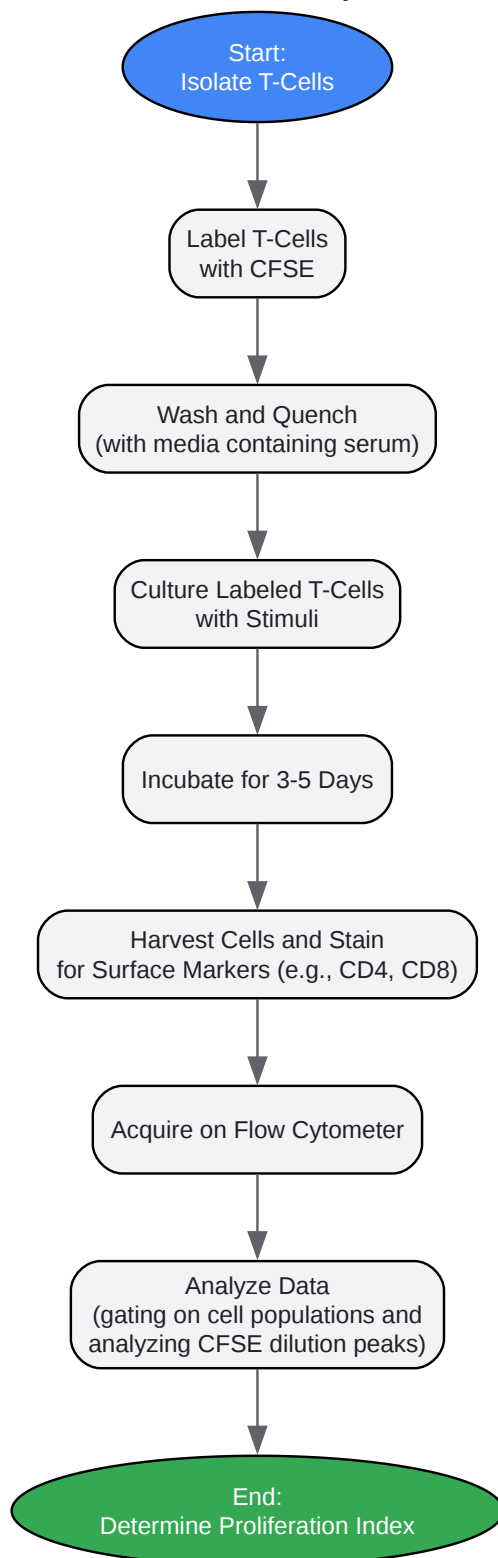 Start:
Isolate T-Cells
Label T-Cells
with CFSE
Wash and Quench
(with media containing serum)
Culture Labeled T-Cells
with Stimuli
Incubate for 3-5 Days
Harvest Cells and Stain
for Surface Markers (e.g., CD4, CD8)
Acquire on Flow Cytometer
Analyze Data
(gating on cell populations and
analyzing CFSE dilution peaks)
End:
Determine Proliferation Index